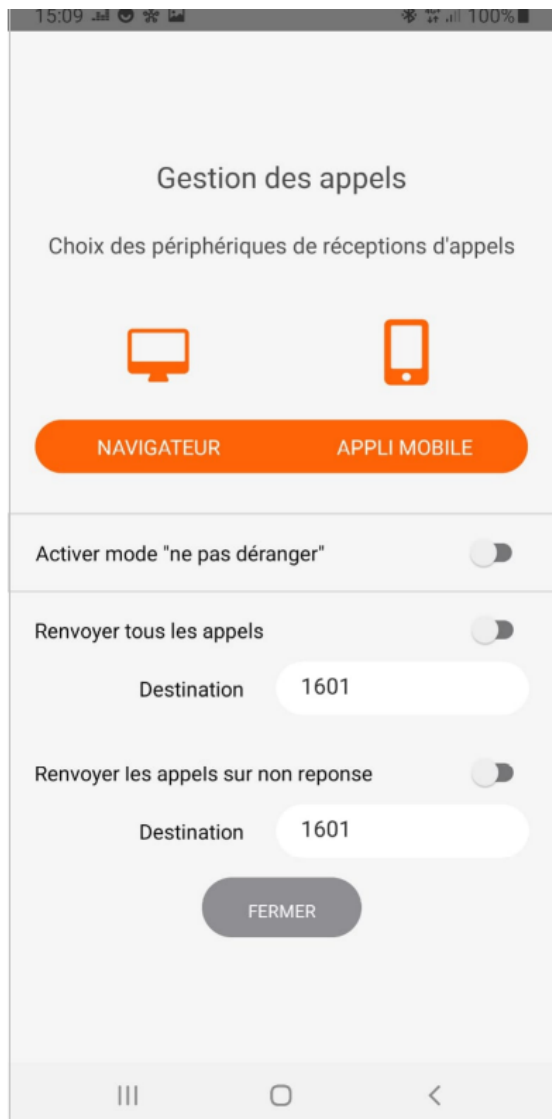 15:09 100%
Gestion des appels
Choix des périphériques de réceptions d'appels
NAVIGATEUR APPLI MOBILE
Activer mode "ne pas déranger"
Renvoyer tous les appels
Destination 1601
Renvoyer les appels sur non reponse
Destination 1601
FERMER